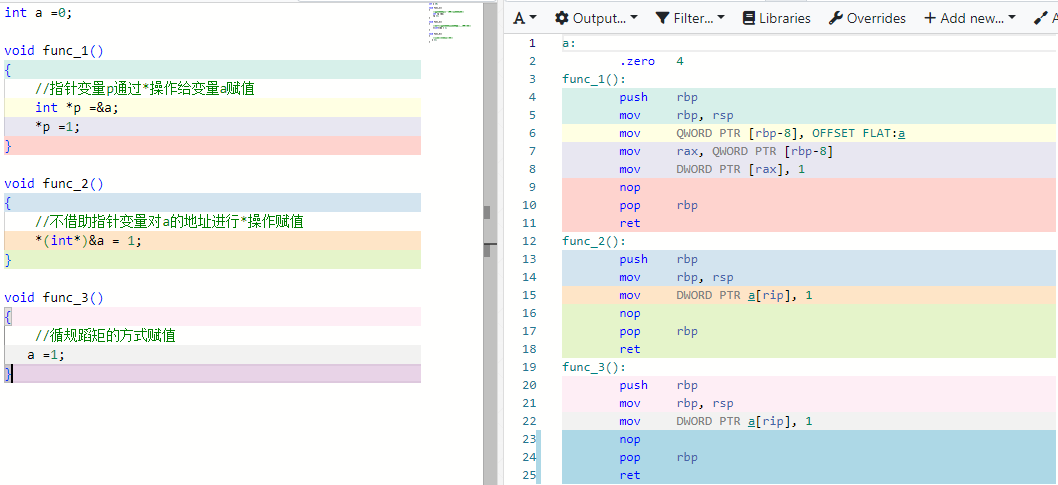 int a =0;
void func_1()
{
//指针变量p通过*操作给变量a赋值
int *p =&a;
*p =1;
}
void func_2()
{
//不借助指针变量对a的地址进行*操作赋值
*(int*)&a = 1;
}
void func_3()
{
//循规蹈矩的方式赋值
a =1;
}
A Output... Filter... Libraries Overrides + Add new...
1 a:
2 .zero 4
3 func_1():
4 push rbp
5 mov rbp, rsp
6 mov QWORD PTR [rbp-8], OFFSET FLAT:a
7 mov rax, QWORD PTR [rbp-8]
8 mov DWORD PTR [rax], 1
9 nop
10 pop rbp
11 ret
12 func_2():
13 push rbp
14 mov rbp, rsp
15 mov DWORD PTR a[rip], 1
16 nop
17 pop rbp
18 ret
19 func_3():
20 push rbp
21 mov rbp, rsp
22 mov DWORD PTR a[rip], 1
23 nop
24 pop rbp
25 ret